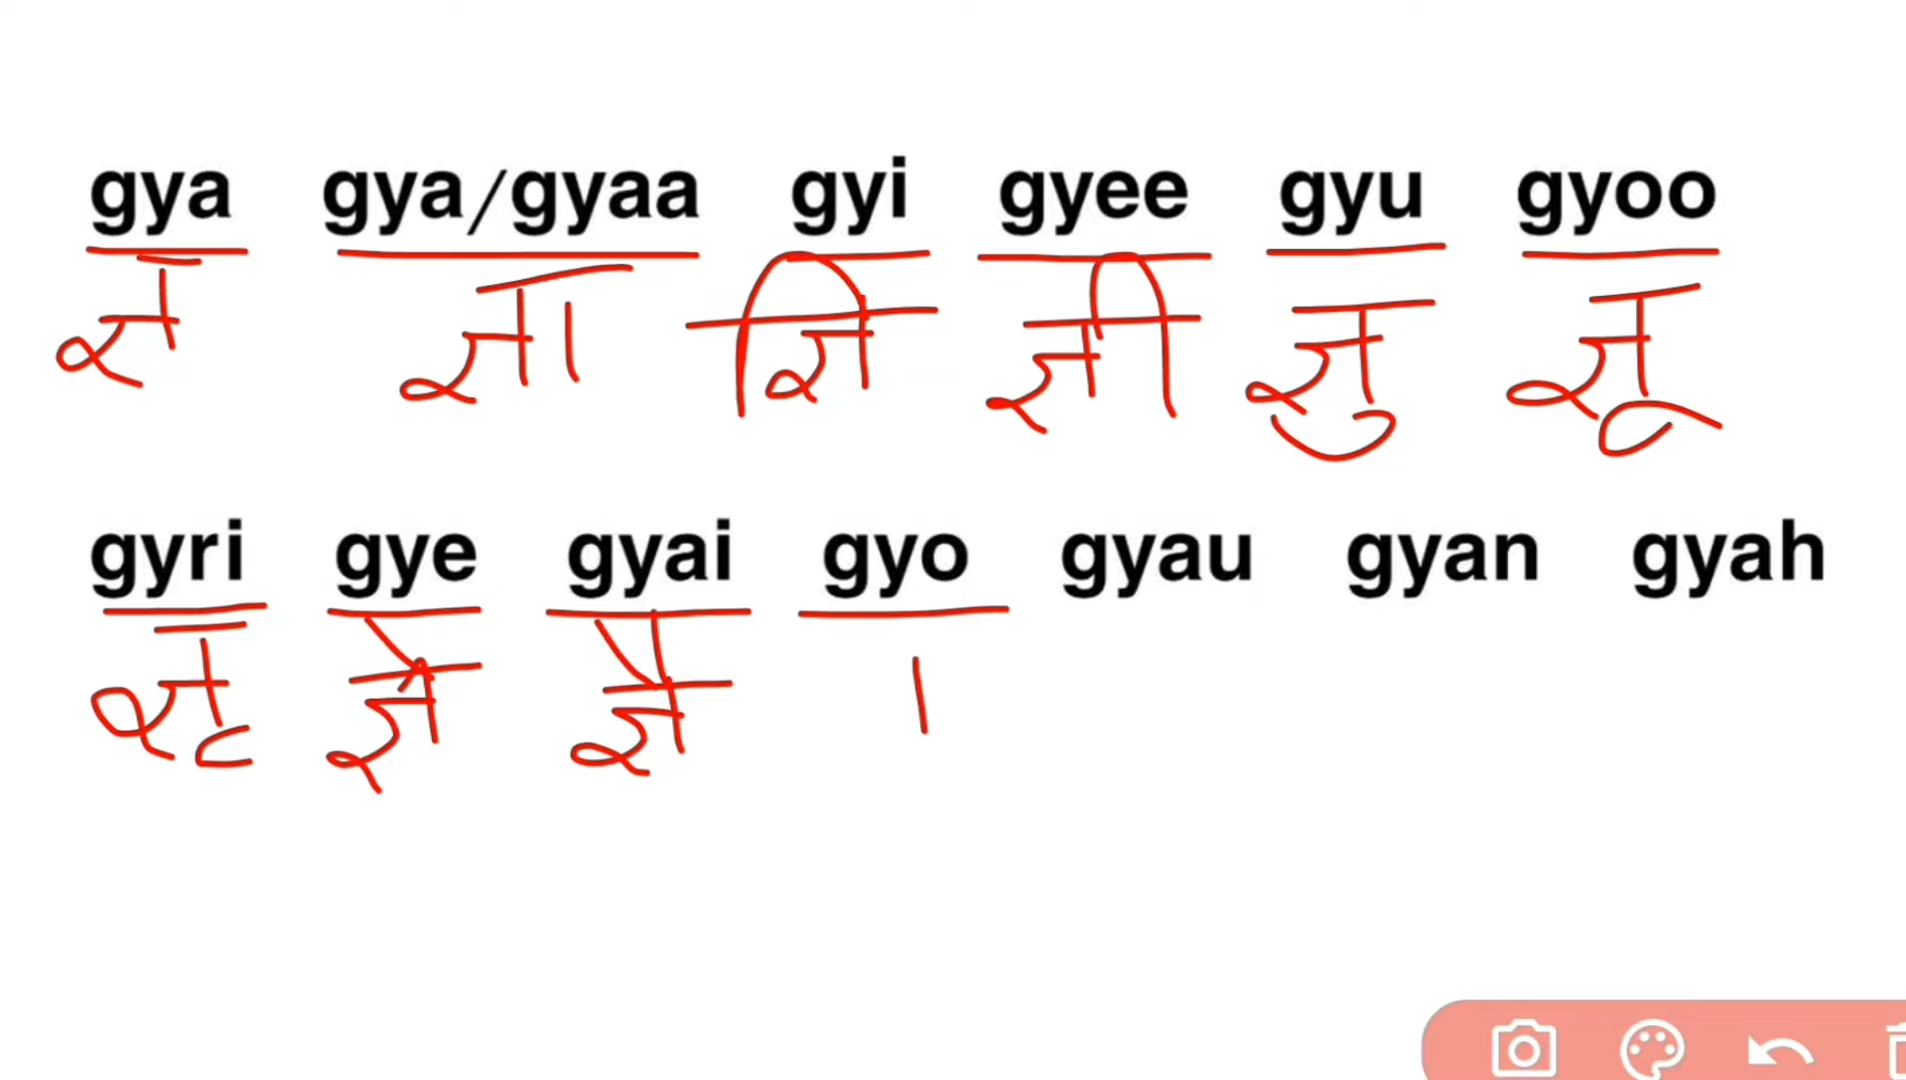 gya gya/gyaa gyi gyee gyu gyoo
ज्ञ ज्ञा ज्ञि ज्ञी ज्ञु ज्ञू
gyri gye gyai gyo gyau gyan gyah
ज्ञृ ज्ञे ज्ञै